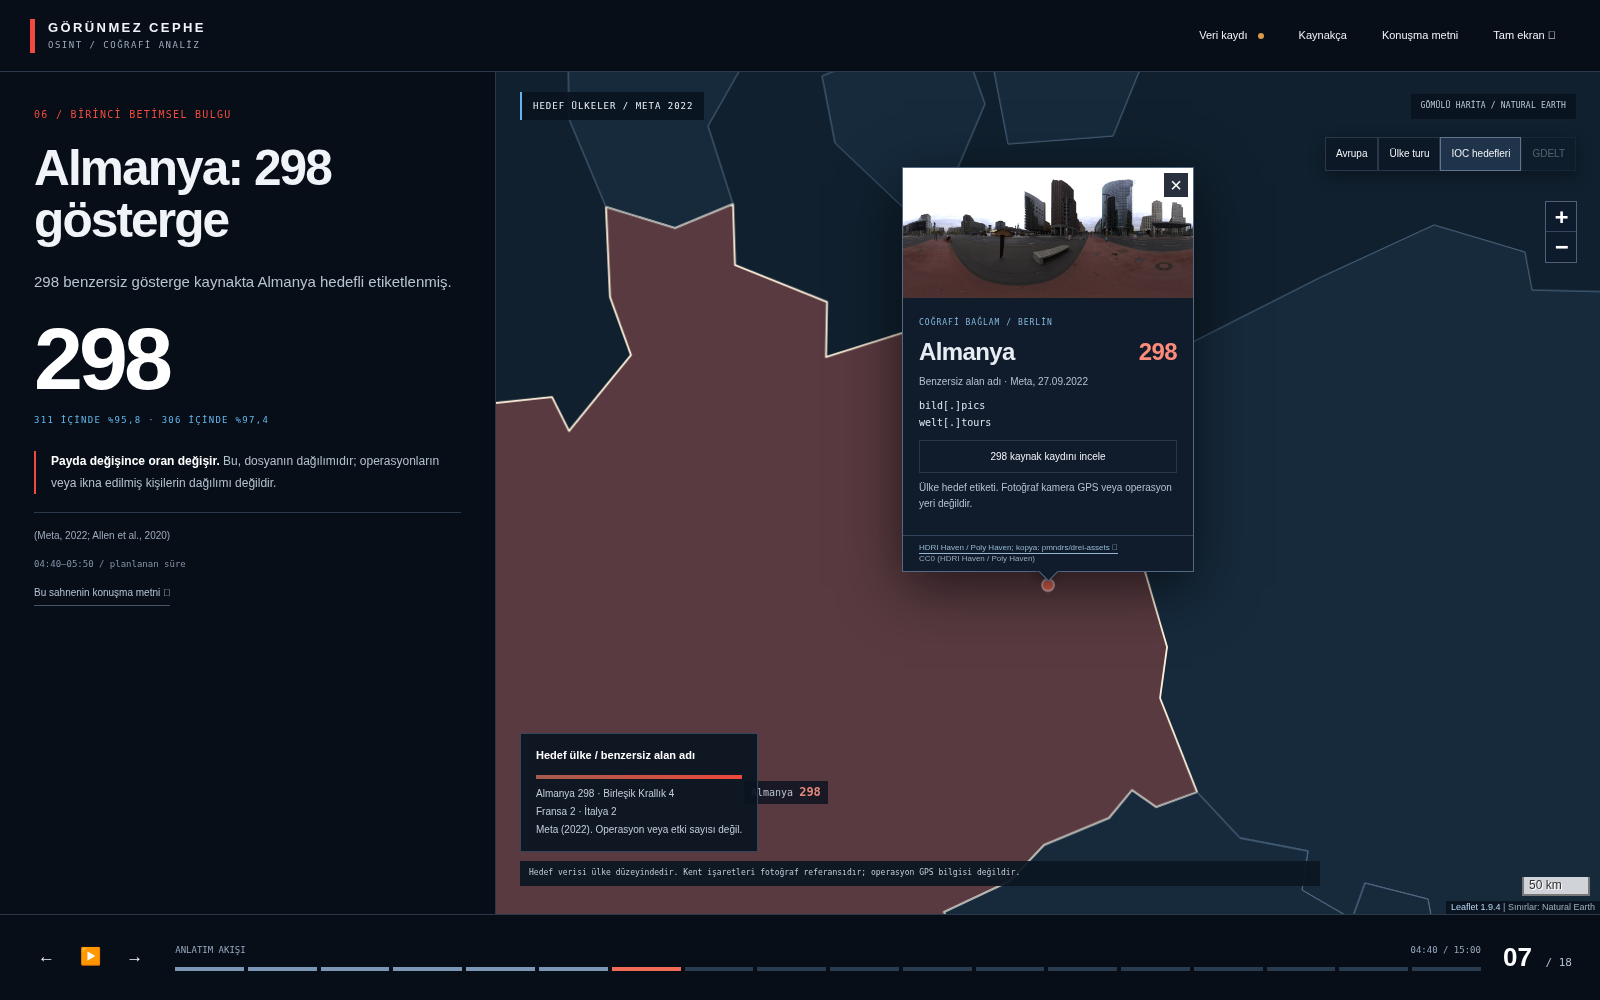 GÖRÜNMEZ CEPHE
OSINT / COĞRAFİ ANALİZ
Veri kaydı
Kaynakça
Konuşma metni
Tam ekran
06 / BİRİNCİ BETİMSEL BULGU
Almanya: 298
gösterge
298 benzersiz gösterge kaynakta Almanya hedefli etiketlenmiş.
298
311 İÇİNDE %95,8 · 306 İÇİNDE %97,4
Payda değişince oran değişir. Bu, dosyanın dağılımıdır; operasyonların
veya ikna edilmiş kişilerin dağılımı değildir.
(Meta, 2022; Allen et al., 2020)
04:40–05:50 / planlanan süre
Bu sahnenin konuşma metni
HEDEF ÜLKELER / META 2022
GÖMÜLÜ HARİTA / NATURAL EARTH
Avrupa
Ülke turu
IOC hedefleri
GDELT
+
−
COĞRAFİ BAĞLAM / BERLİN
Almanya 298
Benzersiz alan adı · Meta, 27.09.2022
bild[.]pics
welt[.]tours
298 kaynak kaydını incele
Ülke hedef etiketi. Fotoğraf kamera GPS veya operasyon
yeri değildir.
HDRI Haven / Poly Haven; kopya: pmndrs/drei-assets
CC0 (HDRI Haven / Poly Haven)
Hedef ülke / benzersiz alan adı
Almanya 298 · Birleşik Krallık 4
Fransa 2 · İtalya 2
Meta (2022). Operasyon veya etki sayısı değil.
lmanya 298
Hedef verisi ülke düzeyindedir. Kent işaretleri fotoğraf referansıdır; operasyon GPS bilgisi değildir.
50 km
Leaflet 1.9.4 | Sınırlar: Natural Earth
← ▶ →
ANLATIM AKIŞI
04:40 / 15:00
07 / 18